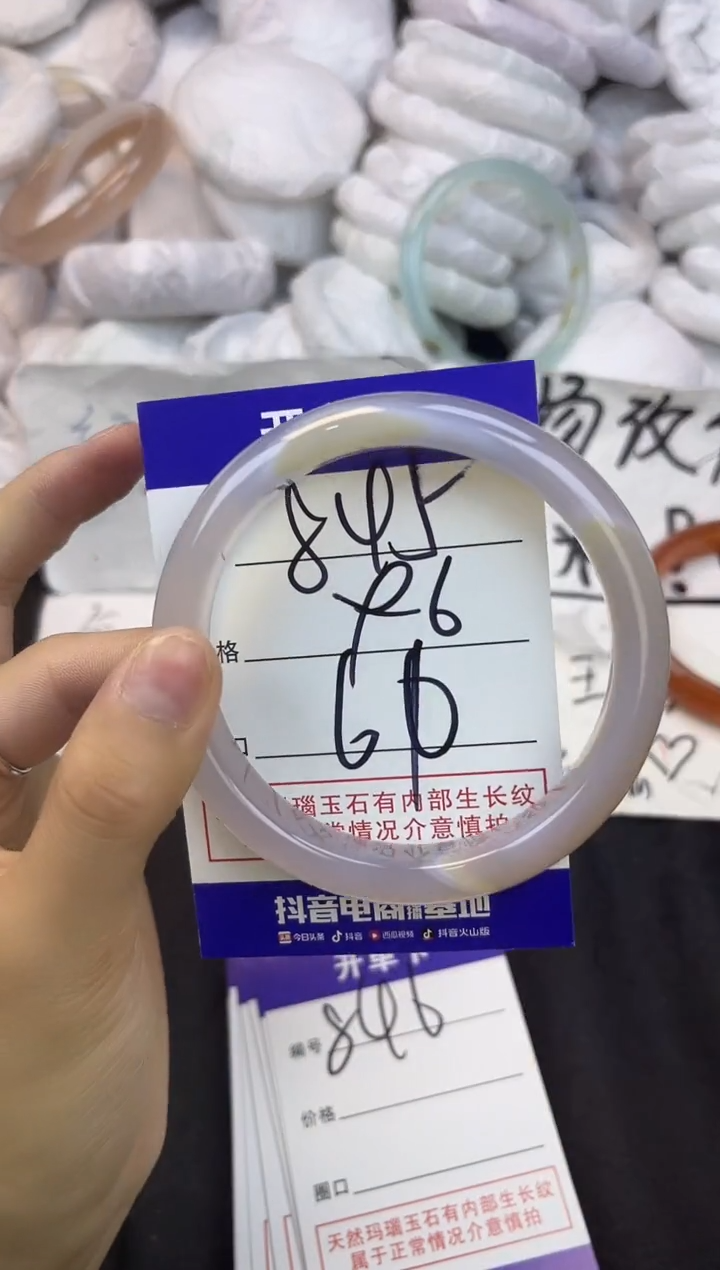 845
格
口
瑙玉石有内部生长纹
常情况介意慎拍
抖音电商播基地
今日头条 抖音 西瓜视频 抖音火山版
开单卡
编号 846
价格
圈口
天然玛瑙玉石有内部生长纹
属于正常情况介意慎拍
王